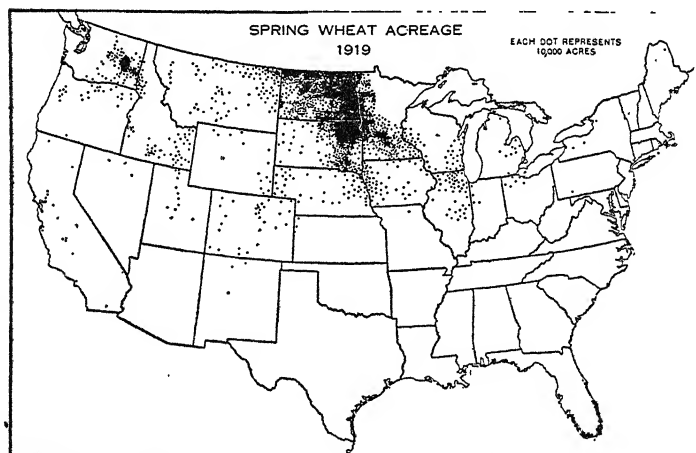 SPRING WHEAT ACREAGE
1919
EACH DOT REPRESENTS
10,000 ACRES